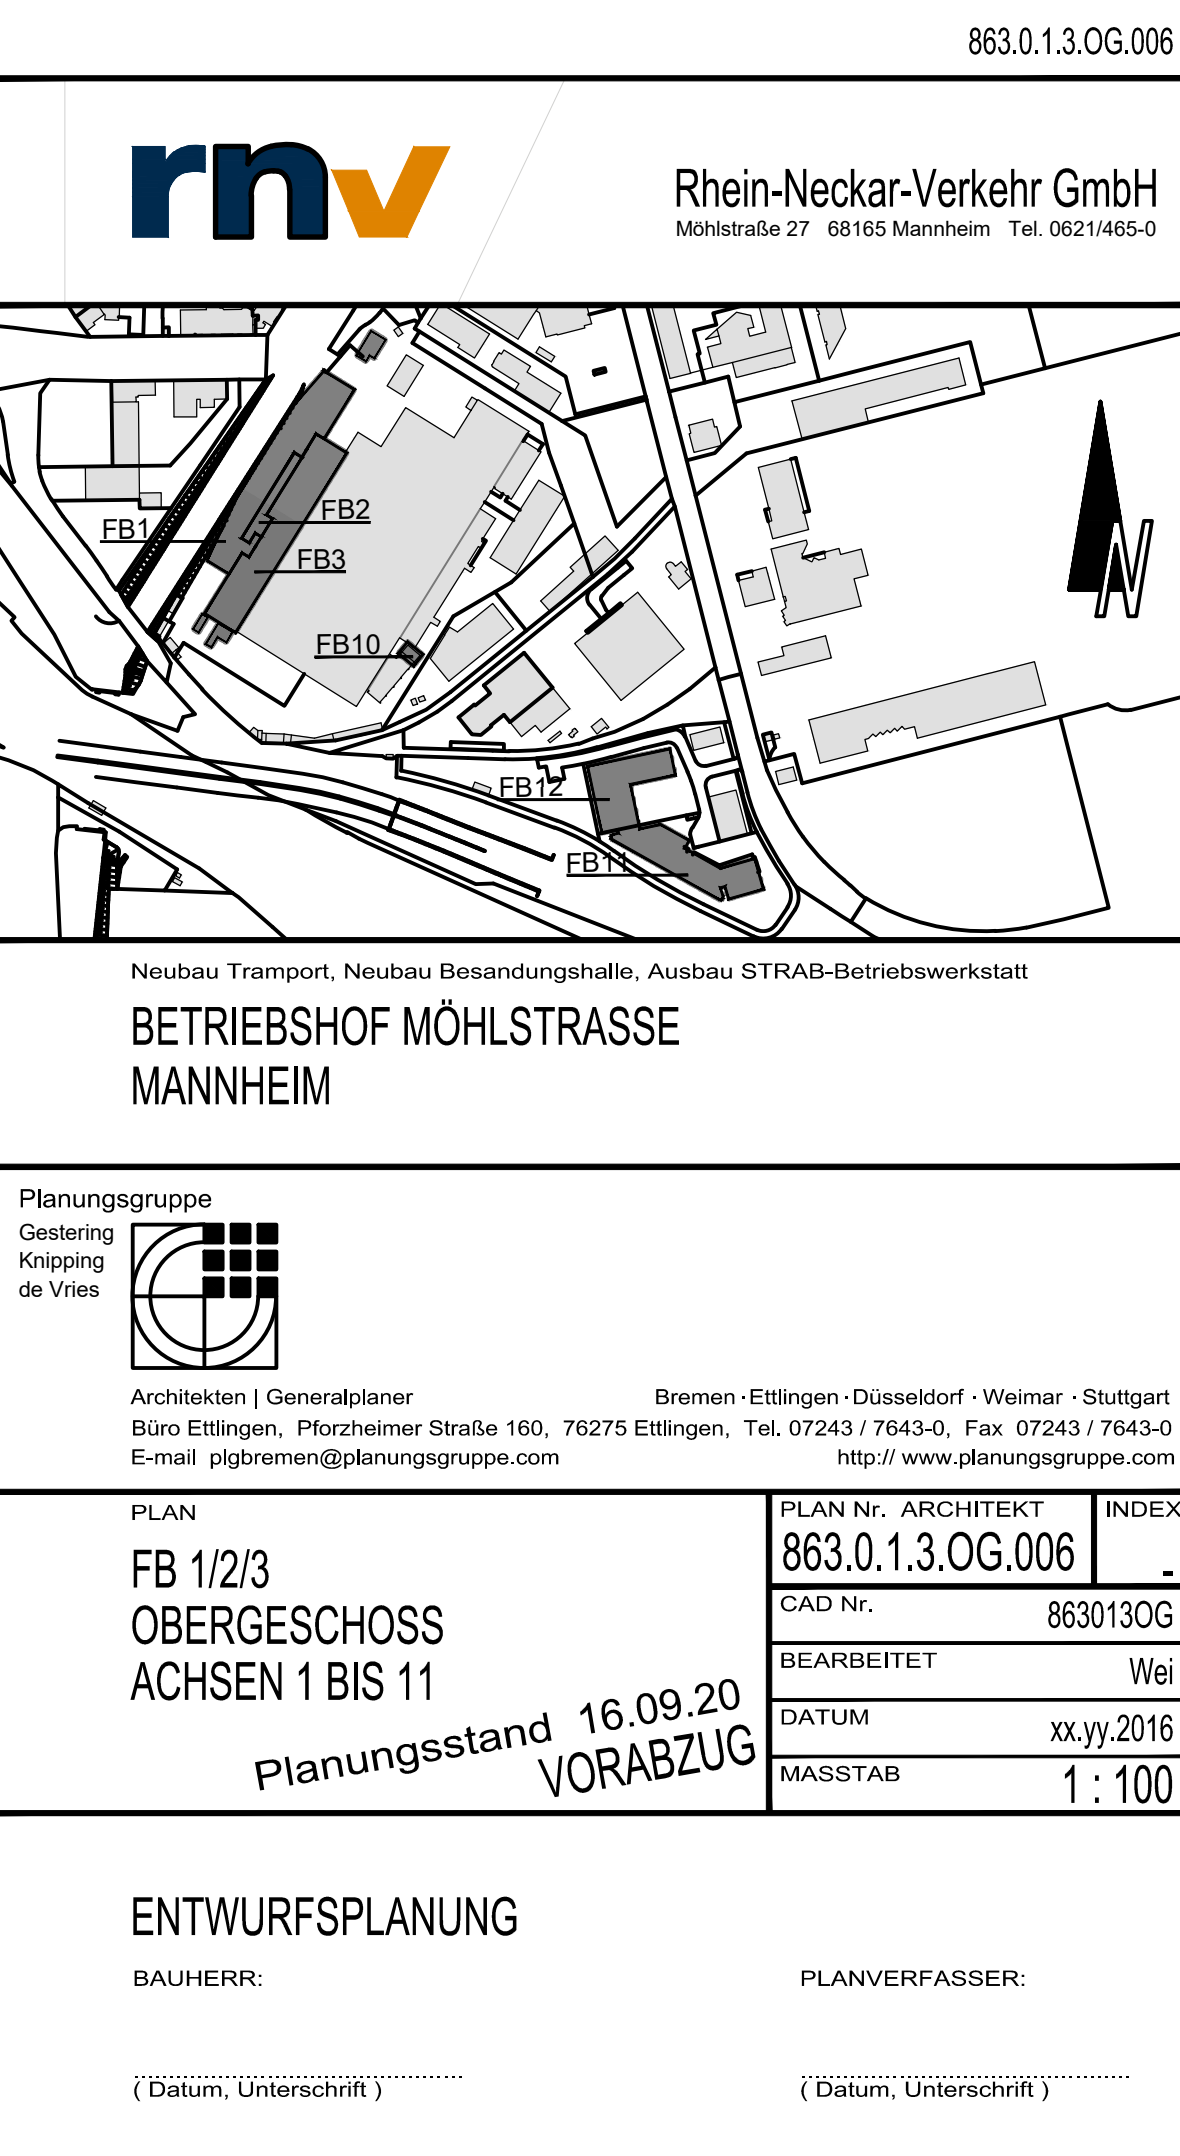 863.0.1.3.OG.006
rnv
Rhein-Neckar-Verkehr GmbH
Möhlstraße 27 68165 Mannheim Tel. 0621/465-0
FB1
FB2
FB3
FB10
FB12
FB11
N
Neubau Tramport, Neubau Besandungshalle, Ausbau STRAB-Betriebswerkstatt
BETRIEBSHOF MÖHLSTRASSE
MANNHEIM
Planungsgruppe
Gestering
Knipping
de Vries
Architekten | Generalplaner
Bremen · Ettlingen · Düsseldorf · Weimar · Stuttgart
Büro Ettlingen, Pforzheimer Straße 160, 76275 Ettlingen, Tel. 07243 / 7643-0, Fax 07243 / 7643-0
E-mail plgbremen@planungsgruppe.com
http:// www.planungsgruppe.com
PLAN
FB 1/2/3
OBERGESCHOSS
ACHSEN 1 BIS 11
Planungsstand 16.09.20
VORABZUG
PLAN Nr. ARCHITEKT
863.0.1.3.OG.006
INDEX
-
CAD Nr.
863013OG
BEARBEITET
Wei
DATUM
xx.yy.2016
MASSTAB
1 : 100
ENTWURFSPLANUNG
BAUHERR:
PLANVERFASSER:
( Datum, Unterschrift )
( Datum, Unterschrift )